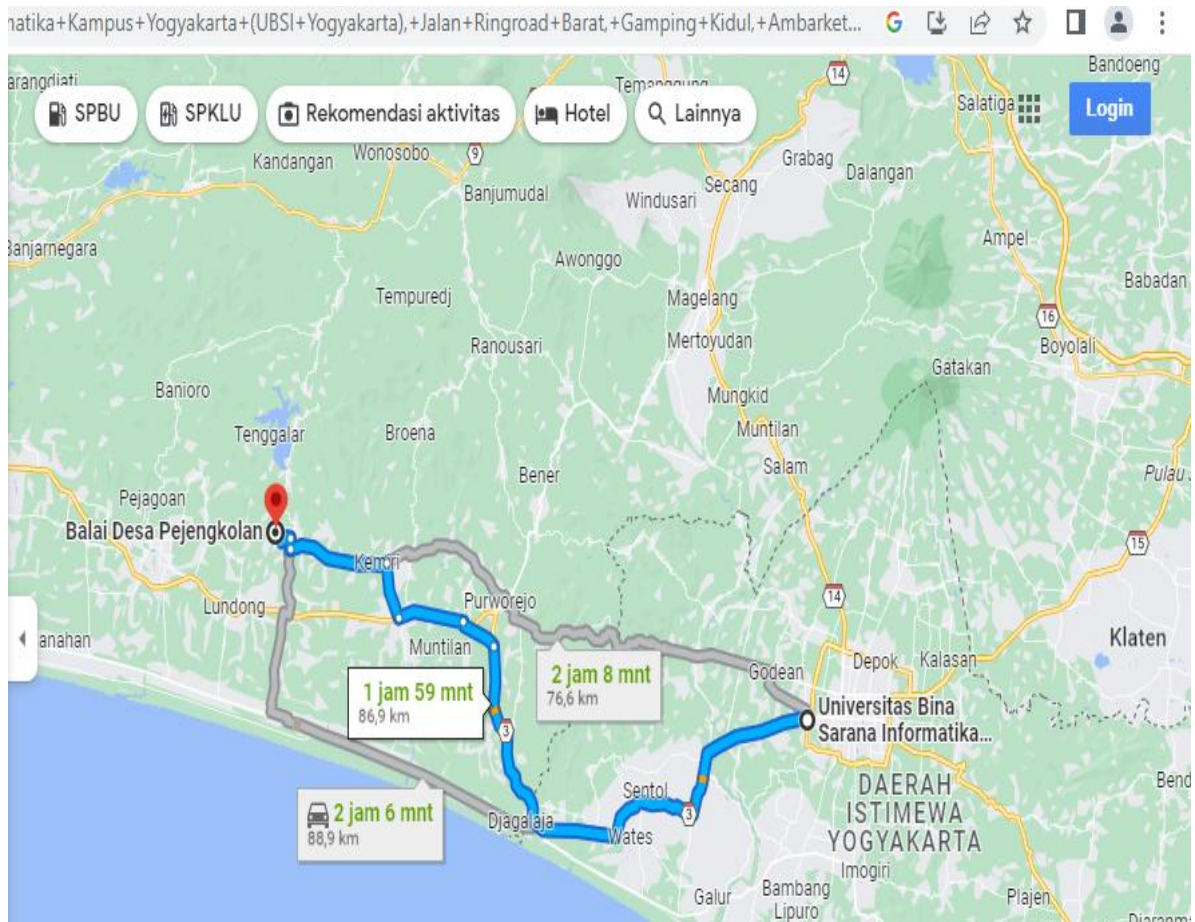 matika+Kampus+Yogyakarta+(UBSI+Yogyakarta),+Jalan+Ringroad+Barat,+Gamping+Kidul,+Ambarket...
arangdjati
Temanggung
14
Bandoeng
SPBU
SPKLU
Rekomendasi aktivitas
Hotel
Lainnya
Salatiga
Login
Kandangan
Wonosobo
9
Grabag
Dalangan
Banjumudal
Secang
Windusari
Banjarnegara
Ampel
Awonggo
Babadan
Tempuredj
Magelang
16
Ranousari
Mertoyudan
Boyolali
Gatakan
Banioro
Mungkid
Tenggalar
Broena
Muntilan
Bener
Salam
Pulau
Pejagoan
Balai Desa Pejengkolan
15
Kemiri
14
Lundong
Purworejo
anahan
Klaten
Muntilan
Godean
Depok
Kalasan
2 jam 8 mnt
76,6 km
1 jam 59 mnt
86,9 km
3
Universitas Bina
Sarana Informatika...
2 jam 6 mnt
88,9 km
Sentol
3
DAERAH
ISTIMEWA
YOGYAKARTA
Bend
Djagalaja
Wates
Imogiri
Galur
Bambang
Lipuro
Plajen